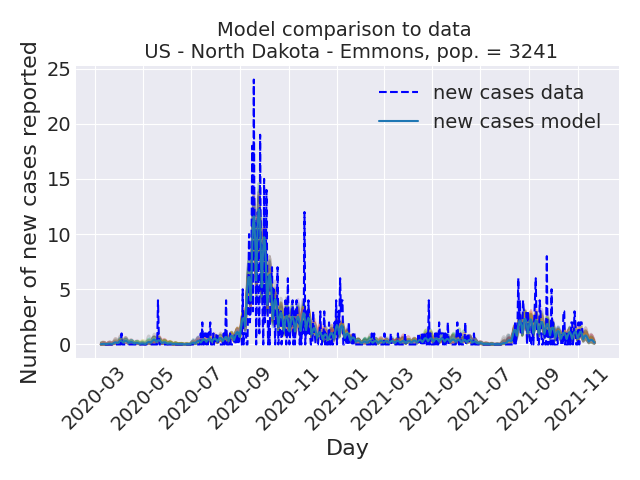 Model comparison to data
US - North Dakota - Emmons, pop. = 3241
Number of new cases reported
25
20
15
10
5
0
new cases data
new cases model
2020-03
2020-05
2020-07
2020-09
2020-11
2021-01
2021-03
2021-05
2021-07
2021-09
2021-11
Day